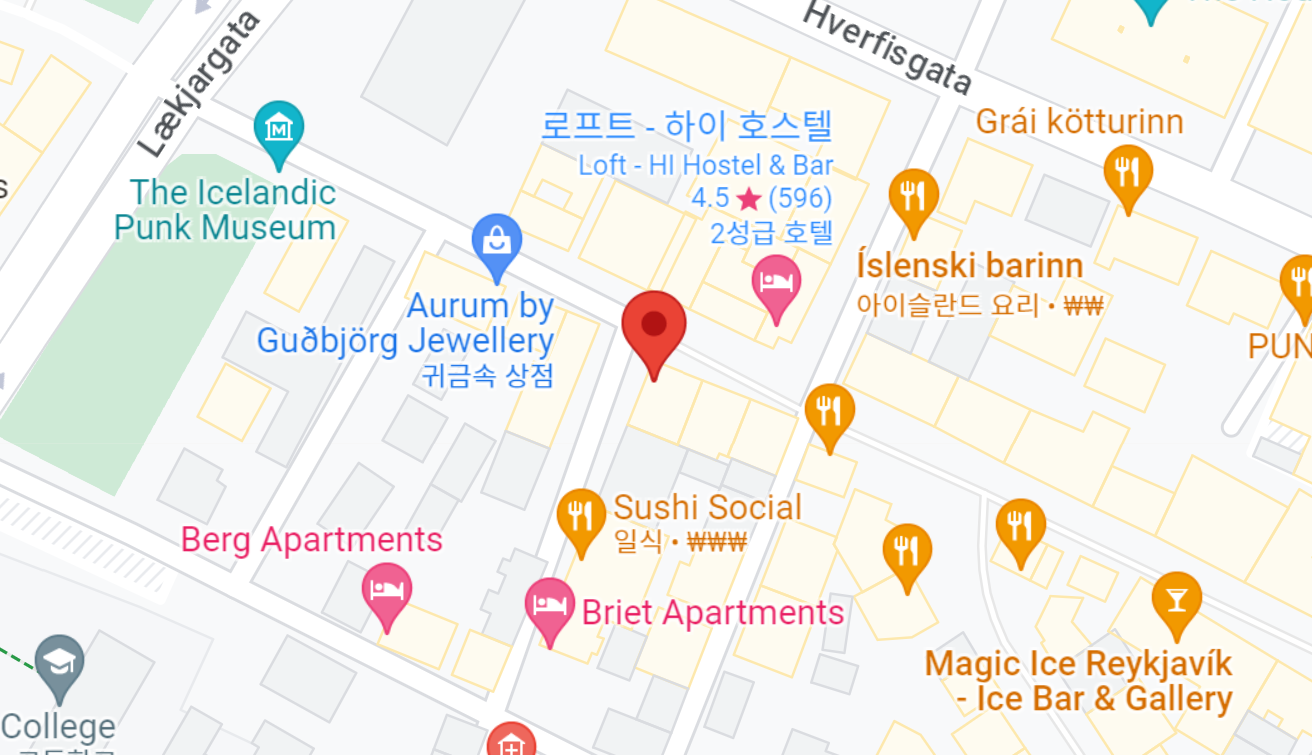 Lækjargata
Hverfisgata
The Icelandic
Punk Museum
로프트 - 하이 호스텔
Loft - HI Hostel & Bar
4.5 ★ (596)
2성급 호텔
Grái kötturinn
Íslenski barinn
아이슬란드 요리 • ₩₩
PUN
Aurum by
Guðbjörg Jewellery
귀금속 상점
Sushi Social
일식 • ₩₩₩
Berg Apartments
Briet Apartments
Magic Ice Reykjavík
- Ice Bar & Gallery
College